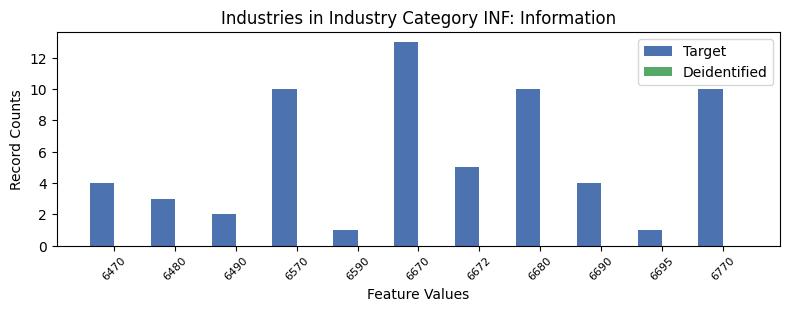 Industries in Industry Category INF: Information
Target
Deidentified
Record Counts
12
10
8
6
4
2
0
6470 6480 6490 6570 6590 6670 6672 6680 6690 6695 6770
Feature Values